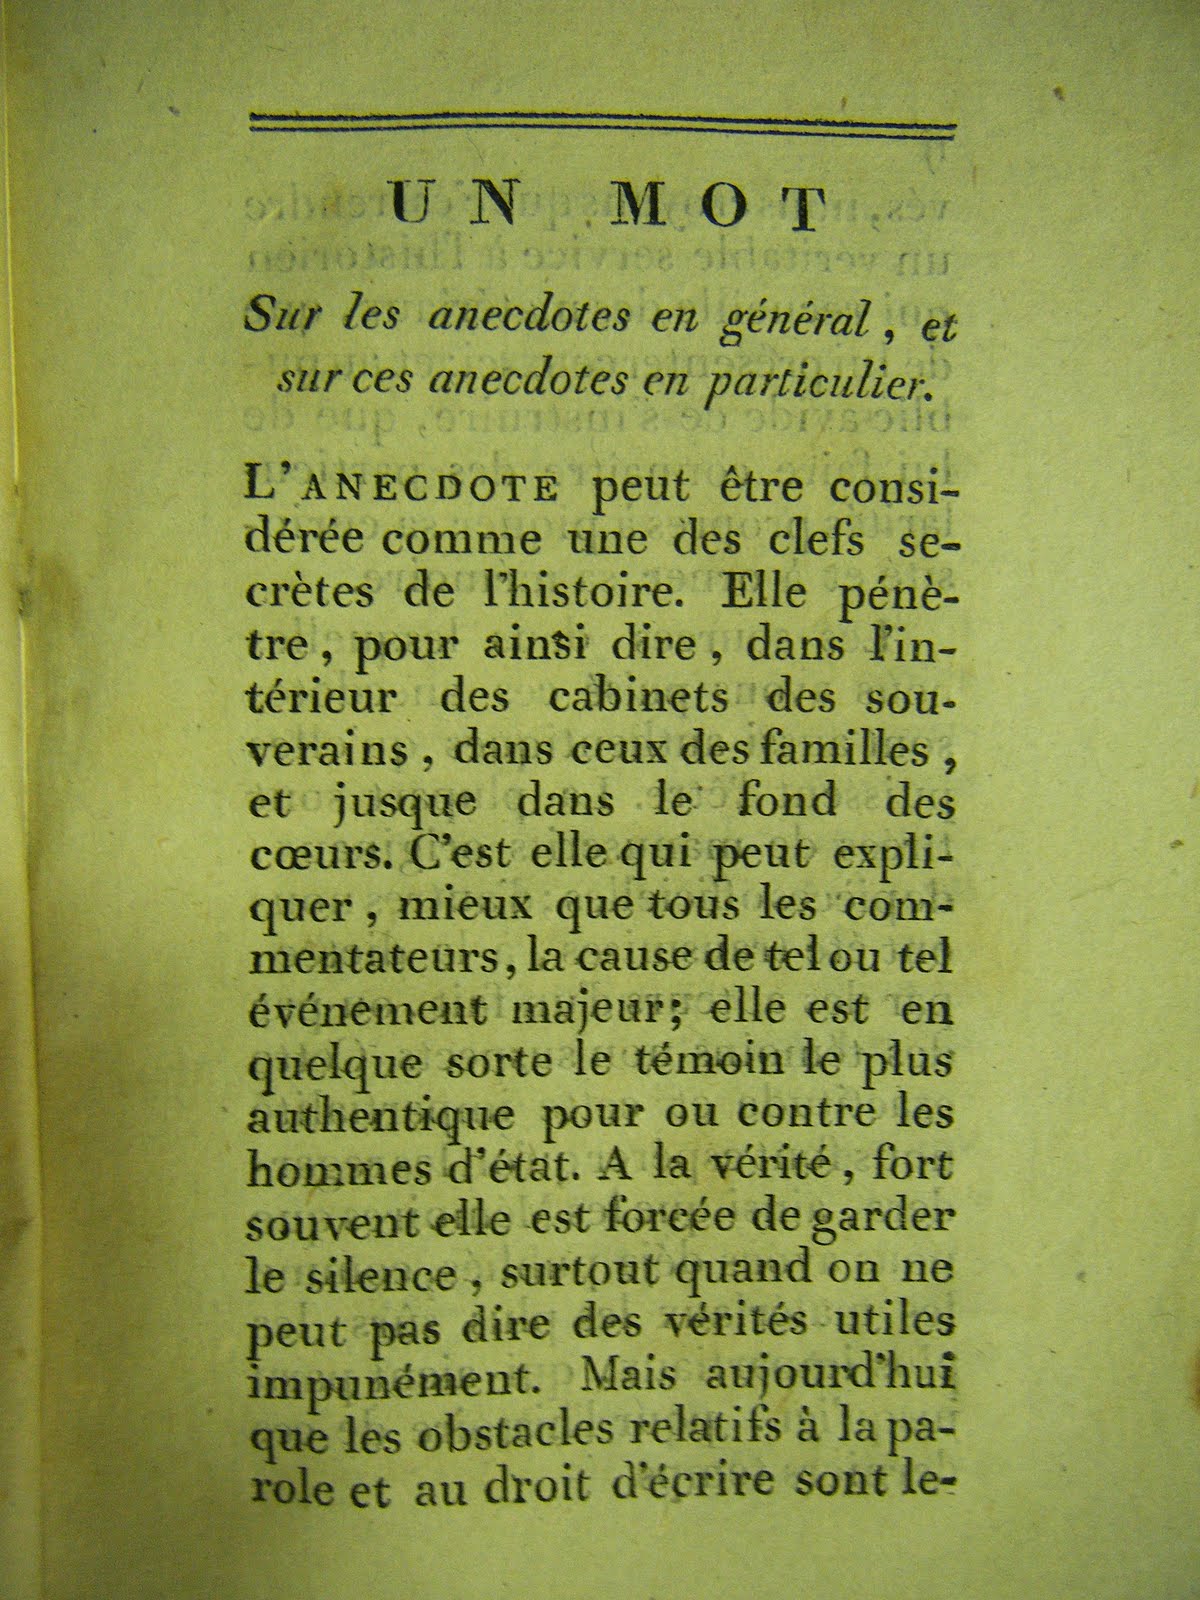 UN MOT
Sur les anecdotes en général, et
sur ces anecdotes en particulier.
L'ANECDOTE peut être consi-
dérée comme une des clefs se-
crètes de l'histoire. Elle pénè-
tre, pour ainsi dire, dans l'in-
térieur des cabinets des sou-
verains, dans ceux des familles,
et jusque dans le fond des
cœurs. C'est elle qui peut expli-
quer, mieux que tous les com-
mentateurs, la cause de tel ou tel
événement majeur; elle est en
quelque sorte le témoin le plus
authentique pour ou contre les
hommes d'état. A la vérité, fort
souvent elle est forcée de garder
le silence, surtout quand on ne
peut pas dire des vérités utiles
impunément. Mais aujourd'hui
que les obstacles relatifs à la pa-
role et au droit d'écrire sont le-